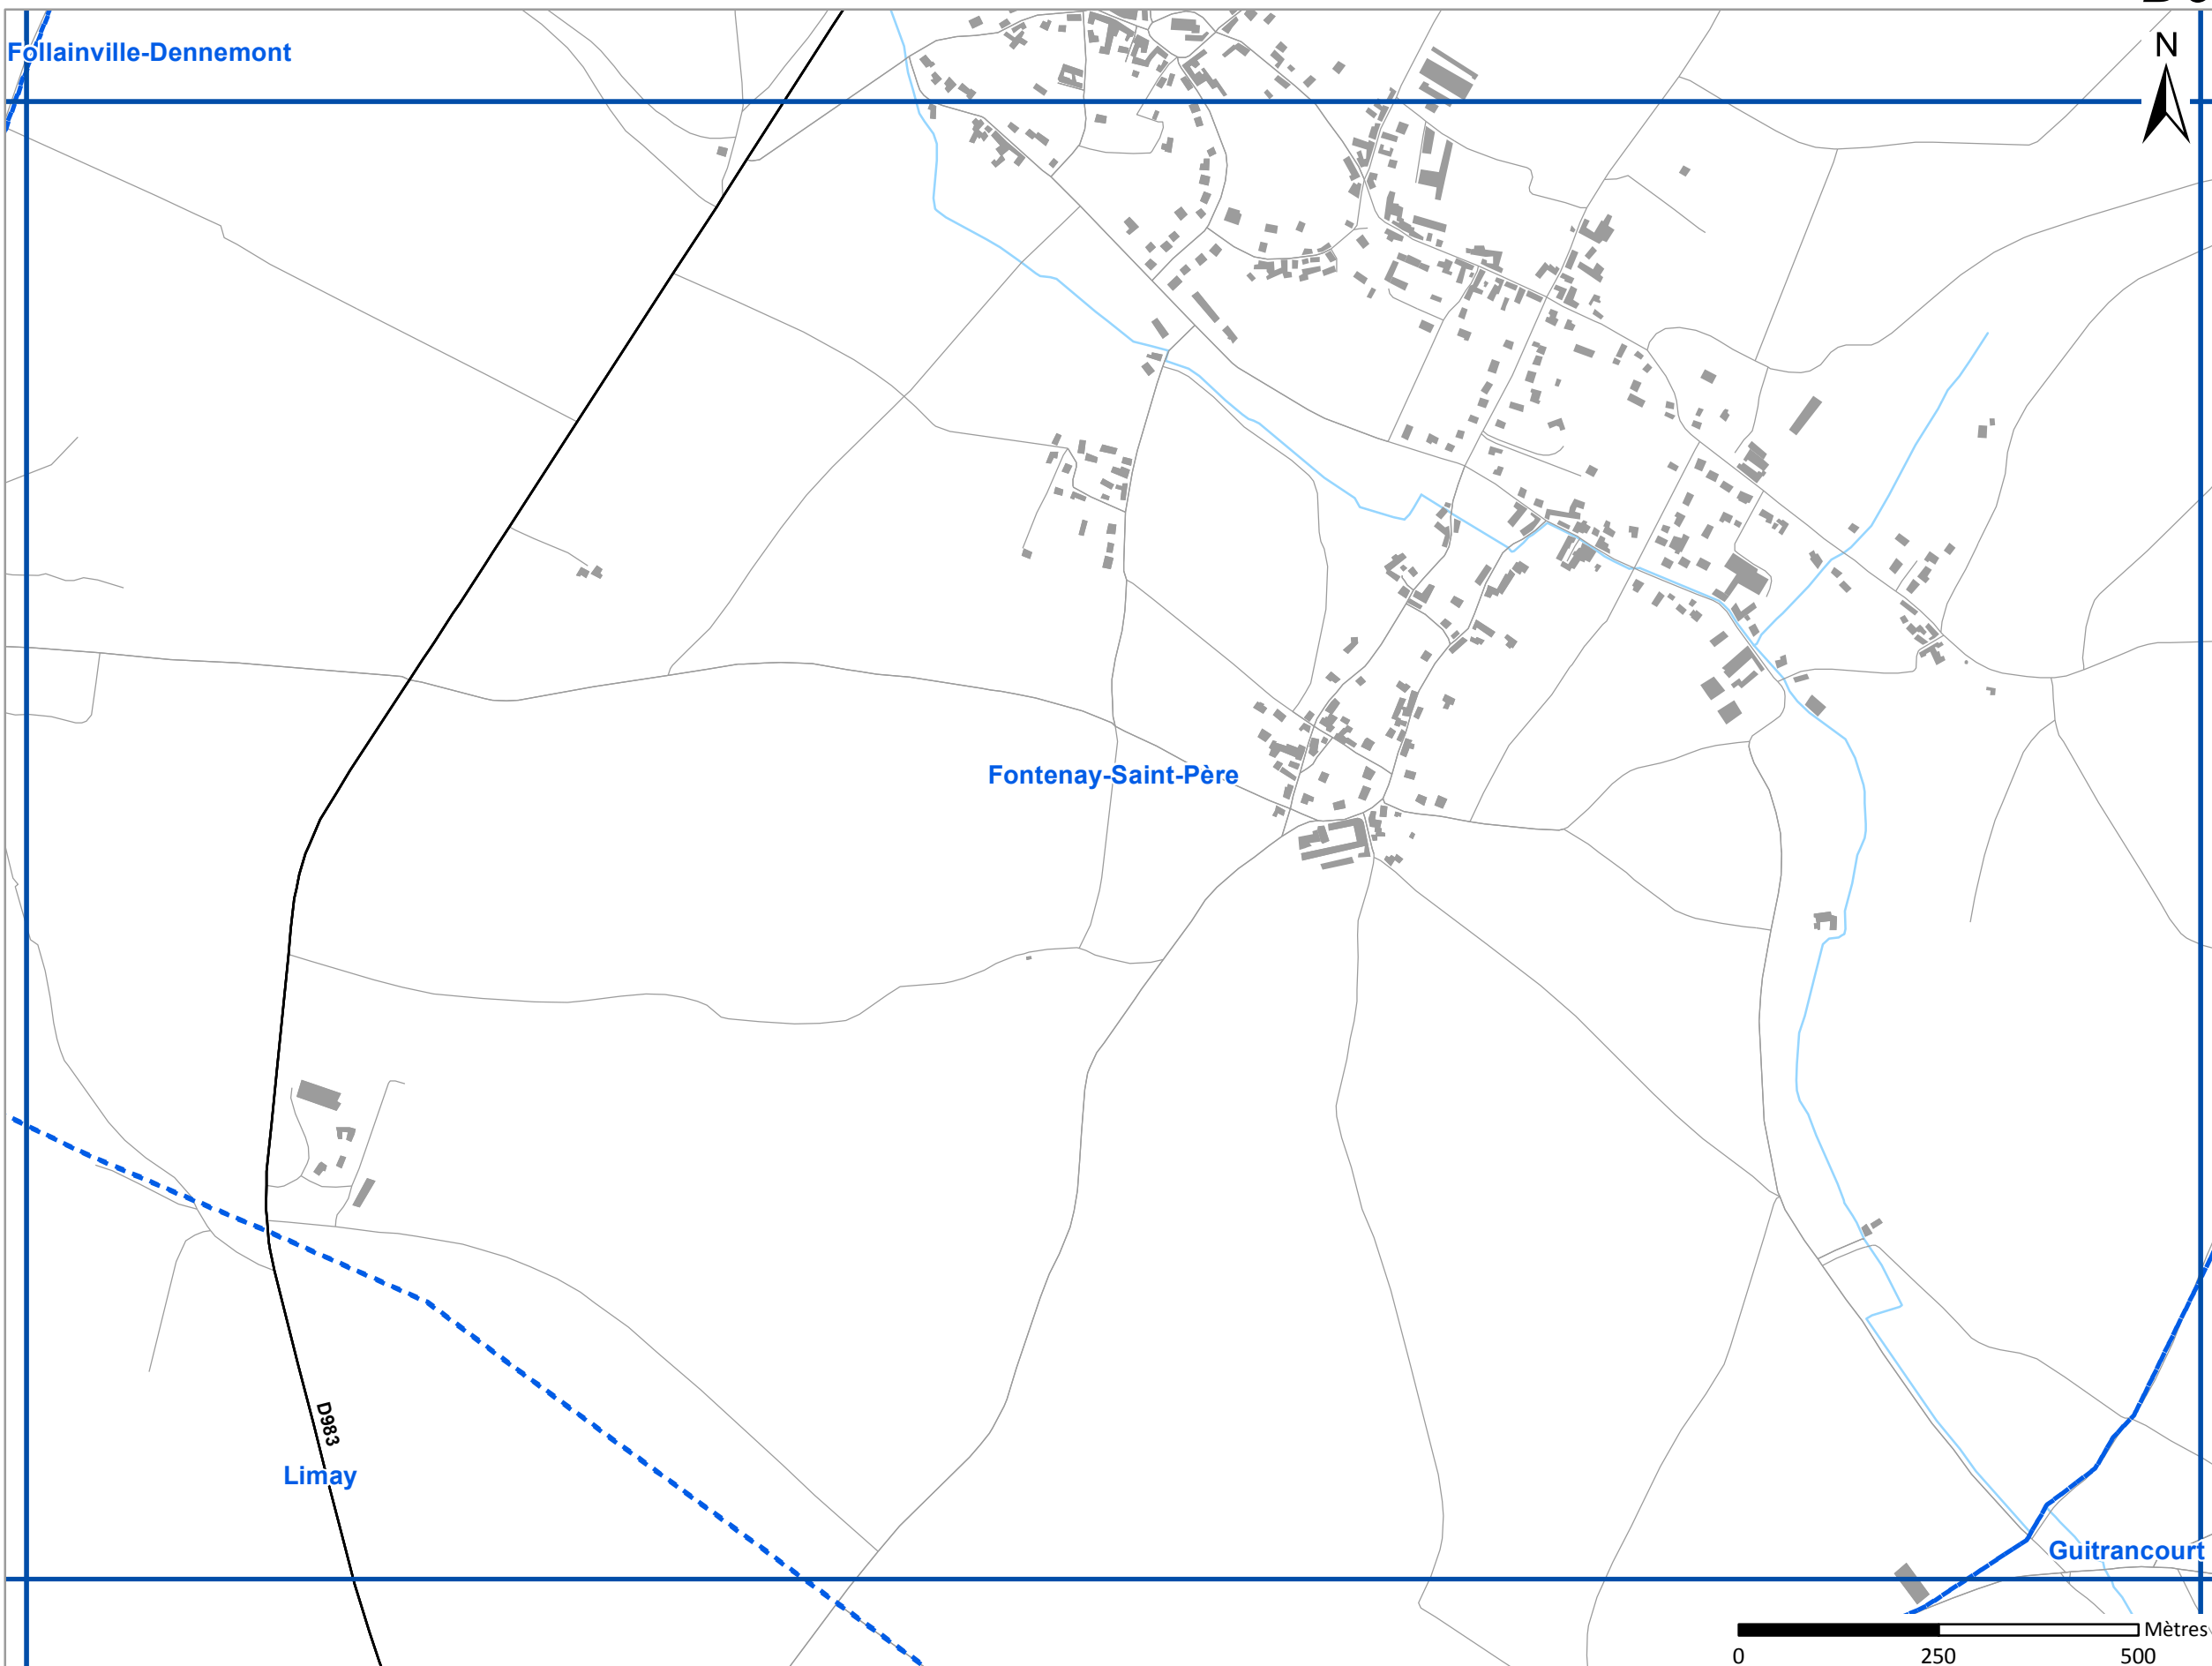 N
Follainville-Dennemont
Fontenay-Saint-Père
D983
Limay
Guitrancourt
Mètres
0 250 500